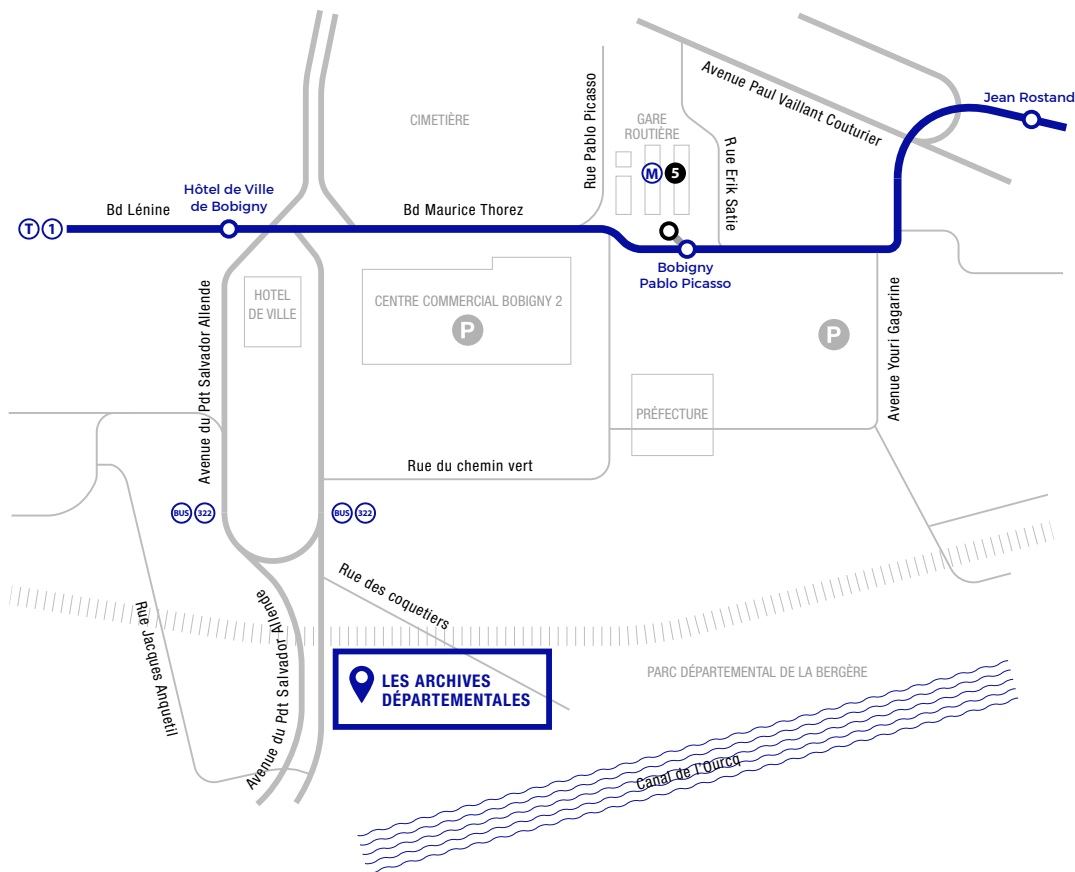 Jean Rostand
Avenue Paul Vaillant Couturier
CIMETIÈRE
GARE
ROUTIÈRE
Rue Pablo Picasso
M 5
Rue Erik Satie
Hôtel de Ville
de Bobigny
Bd Lénine
Bd Maurice Thorez
T 1
Bobigny
Pablo Picasso
HOTEL
DE VILLE
CENTRE COMMERCIAL BOBIGNY 2
P
P
Avenue du Pdt Salvador Allende
Avenue Youri Gagarine
PRÉFECTURE
Rue du chemin vert
BUS 322
BUS 322
Rue des coquetiers
Rue Jacques Anquetil
Avenue du Pdt Salvador Allende
LES ARCHIVES
DÉPARTEMENTALES
PARC DÉPARTEMENTAL DE LA BERGÈRE
Canal de l'Ourcq